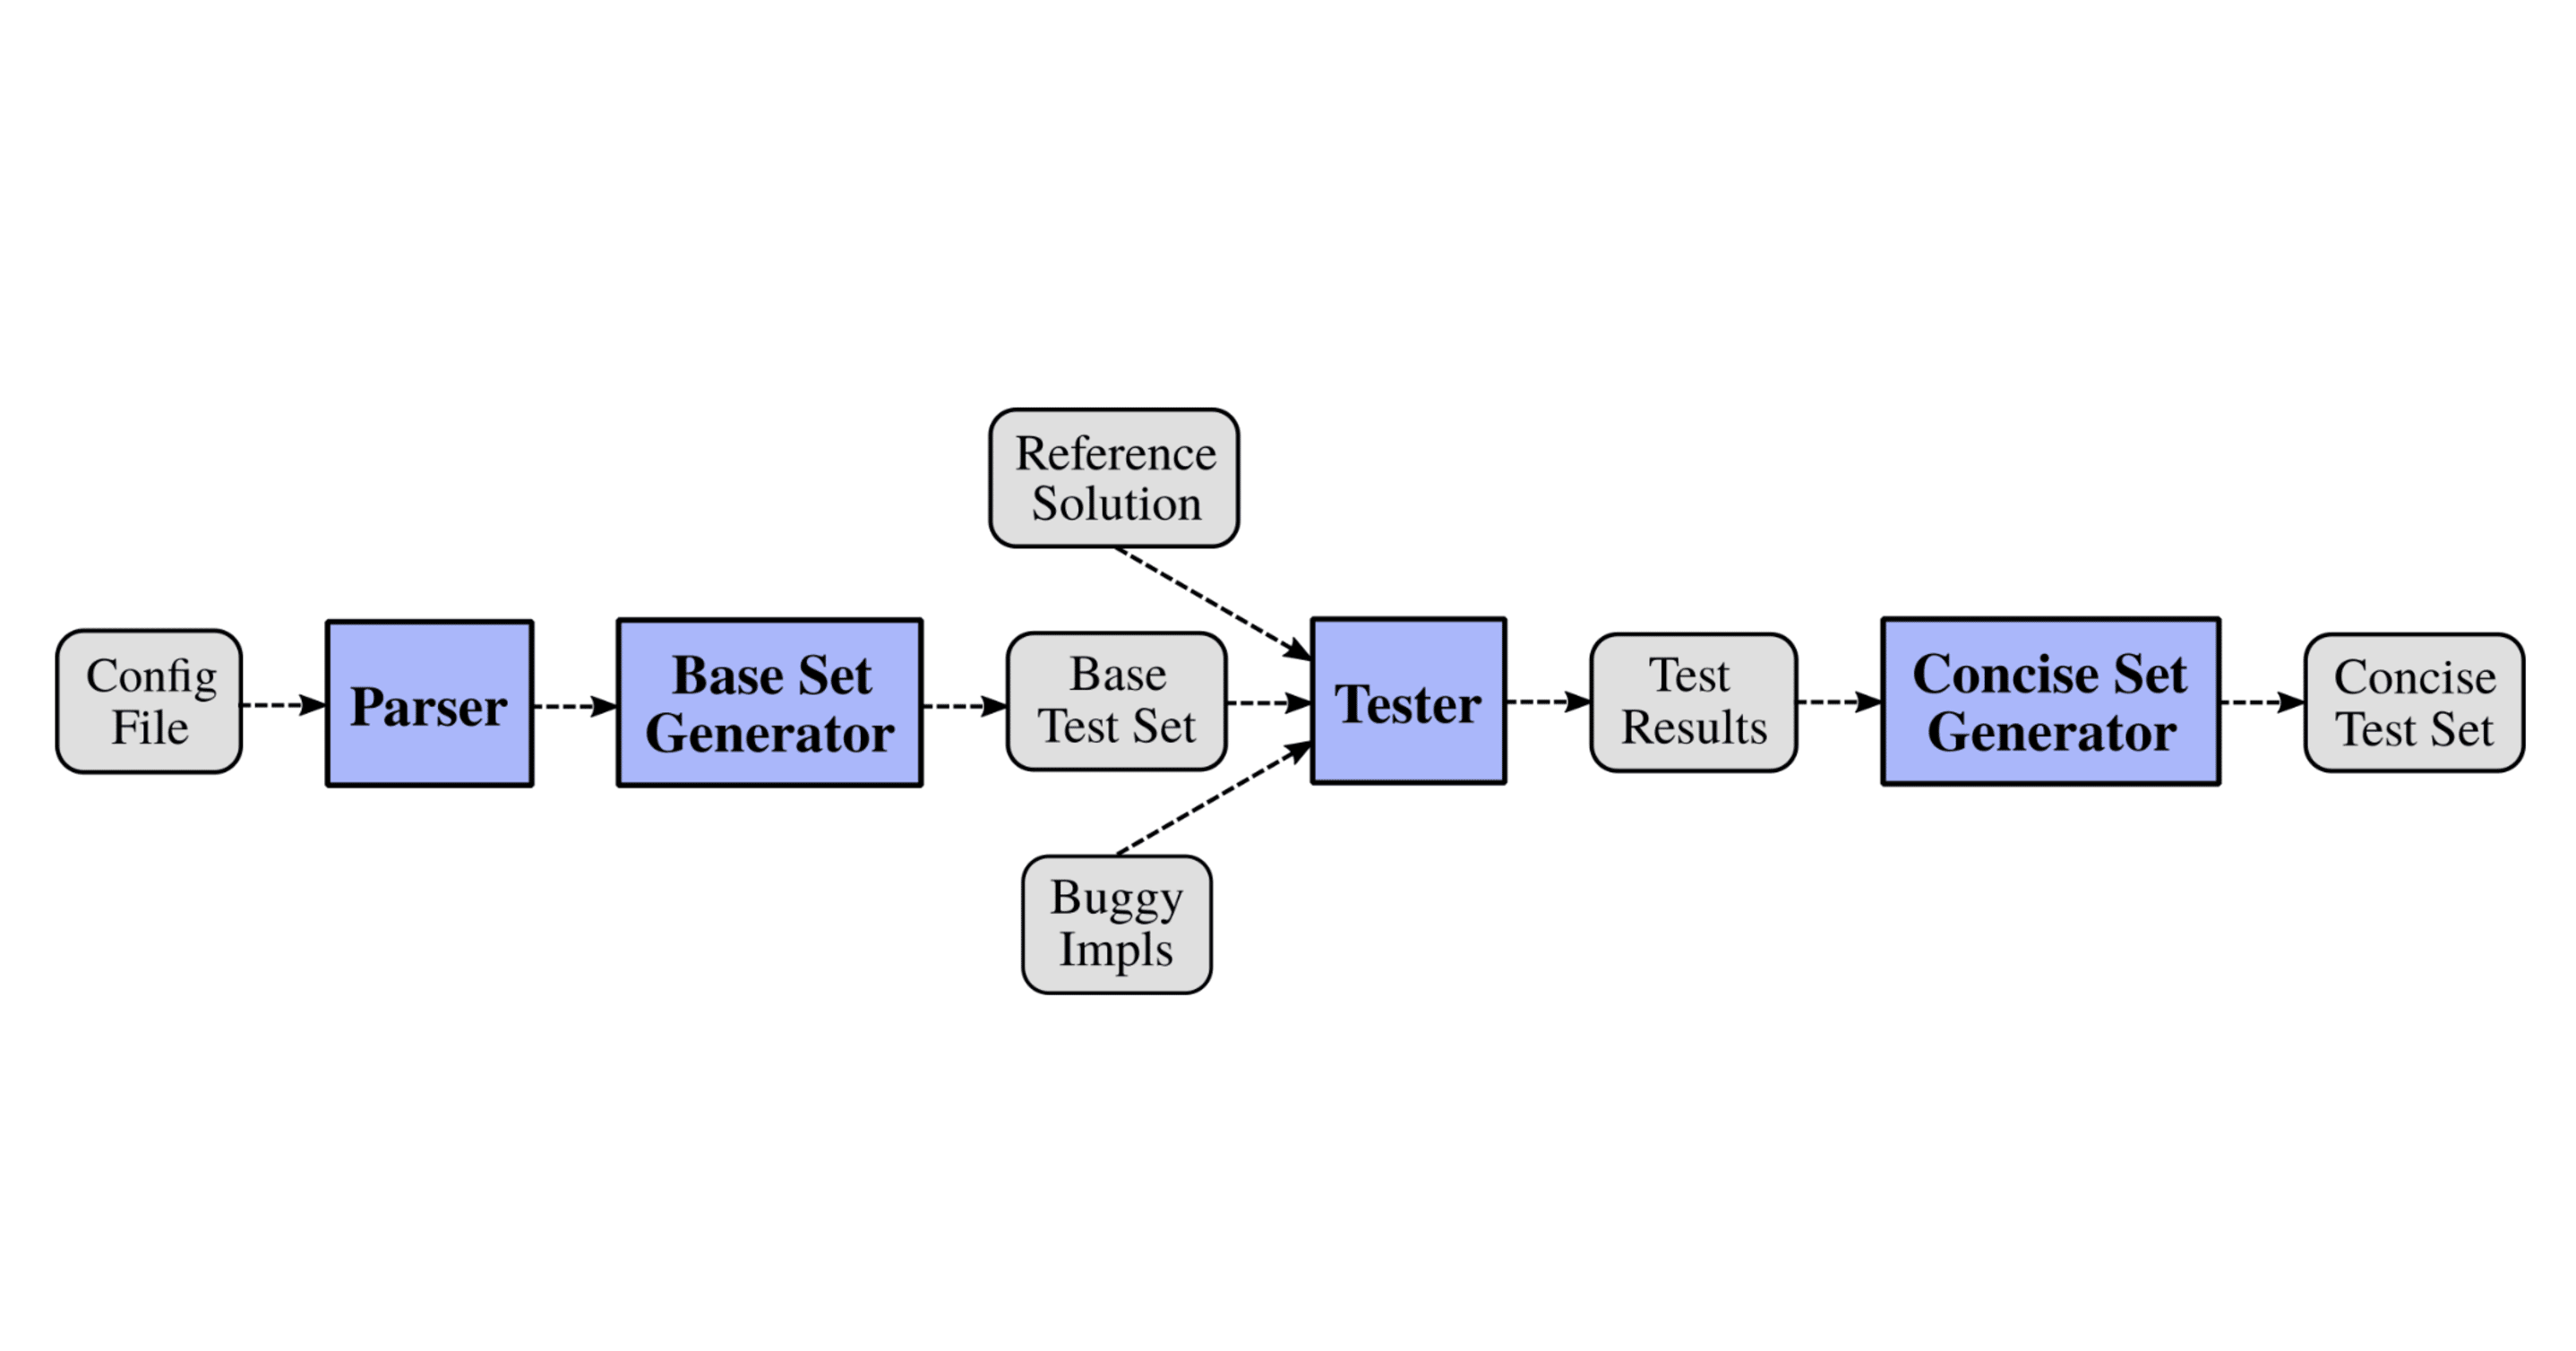 Config
File
Parser
Base Set
Generator
Reference
Solution
Base
Test Set
Buggy
Impls
Tester
Test
Results
Concise Set
Generator
Concise
Test Set